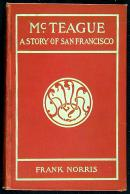 McTEAGUE
A STORY OF SAN FRANCISCO
FRANK NORRIS